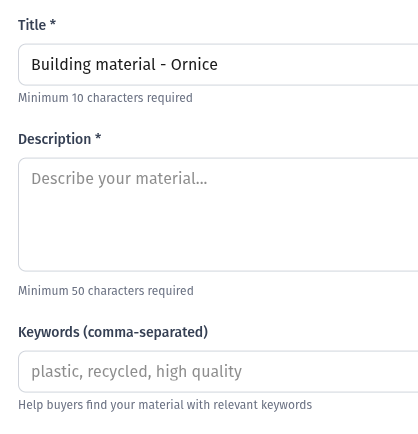 Title *
Building material - Ornice
Minimum 10 characters required
Description *
Describe your material...
Minimum 50 characters required
Keywords (comma-separated)
plastic, recycled, high quality
Help buyers find your material with relevant keywords